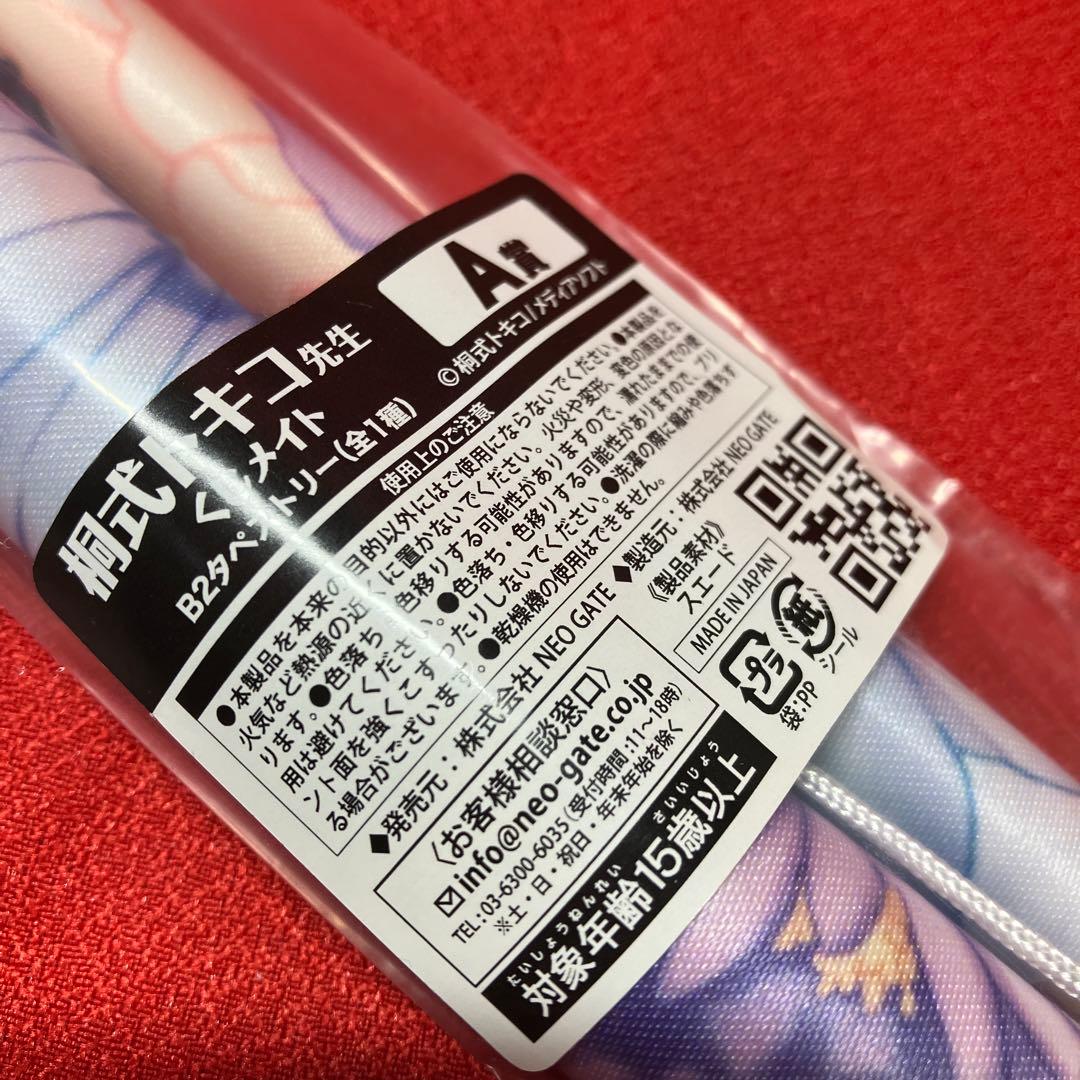 A賞
©桐式トキコ/メディアソフト
桐式トキコ先生
くじメイト
B2タペストリー(全1種)
使用上のご注意
●本製品を本来の目的以外にはご使用にならないでください。●本製品を
火気など熱源の近くに置かないでください。火災や変形、変色の原因とな
ります。●色落ち・色移りする可能性がありますので、濡れたままでの使
用は避けてください。●色落ち・色移りする可能性がありますので、プリ
ント面を強くこすったりしないでください。●洗濯の際に縮みや色落ちす
る場合がございます。●乾燥機の使用はできません。
◆発売元:株式会社 NEO GATE ◆製造元:株式会社 NEO GATE
〈お客様相談窓口〉
info@neo-gate.co.jp
TEL:03-6300-6035(受付時間:11~18時)
※土・日・祝日・年末年始を除く
《製品素材》
スエード
MADE IN JAPAN
プラ
紙
袋:PP
シール
たいしょうねんれい さいいじょう
対象年齢15歳以上